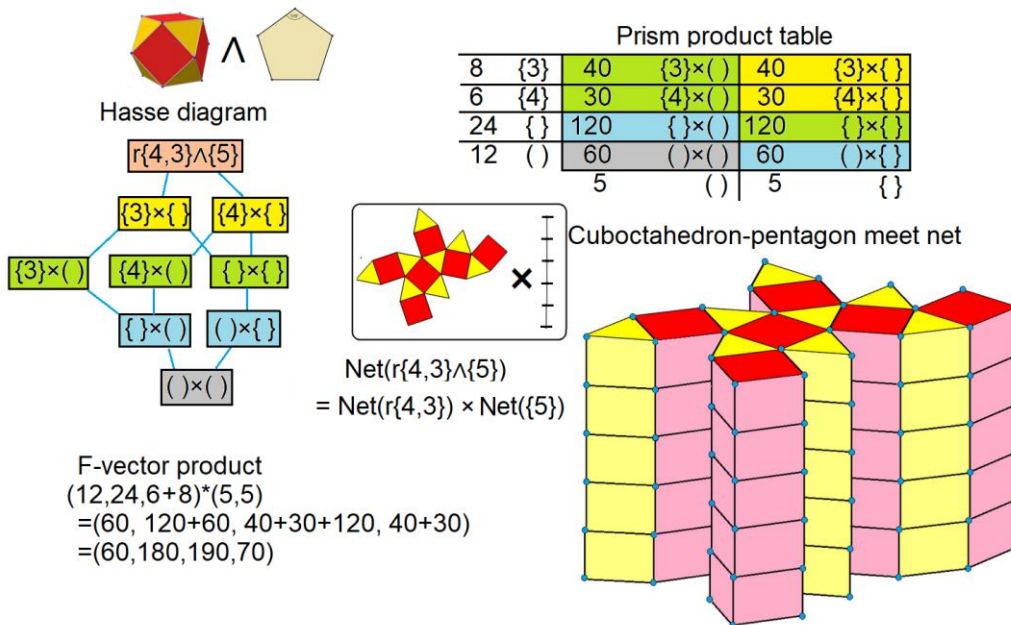 ∧
Hasse diagram
r{4,3}∧{5}
{3}×{ } {4}×{ }
{3}×( ) {4}×( ) { }×{ }
{ }×( ) ( )×{ }
( )×( )
Prism product table
8 {3} 40 {3}×( ) 40 {3}×{ }
6 {4} 30 {4}×( ) 30 {4}×{ }
24 { } 120 { }×( ) 120 { }×{ }
12 ( ) 60 ( )×( ) 60 ( )×{ }
5 ( ) 5 { }
×
Net(r{4,3}∧{5})
= Net(r{4,3}) × Net({5})
Cuboctahedron-pentagon meet net
F-vector product
(12,24,6+8)*(5,5)
=(60, 120+60, 40+30+120, 40+30)
=(60,180,190,70)